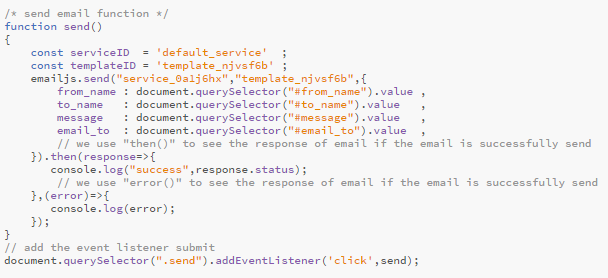 /* send email function */
function send()
{
    const serviceID  = 'default_service'  ;
    const templateID = 'template_njvsf6b' ;
    emailjs.send("service_0a1j6hx","template_njvsf6b",{
        from_name : document.querySelector("#from_name").value ,
        to_name   : document.querySelector("#to_name").value   ,
        message   : document.querySelector("#message").value   ,
        email_to  : document.querySelector("#email_to").value  ,
        // we use "then()" to see the response of email if the email is successfully send
    }).then(response=>{
       console.log("success",response.status);
        // we use "error()" to see the response of email if the email is successfully send
    },(error)=>{
       console.log(error);
    });
}
// add the event listener submit
document.querySelector(".send").addEventListener('click',send);